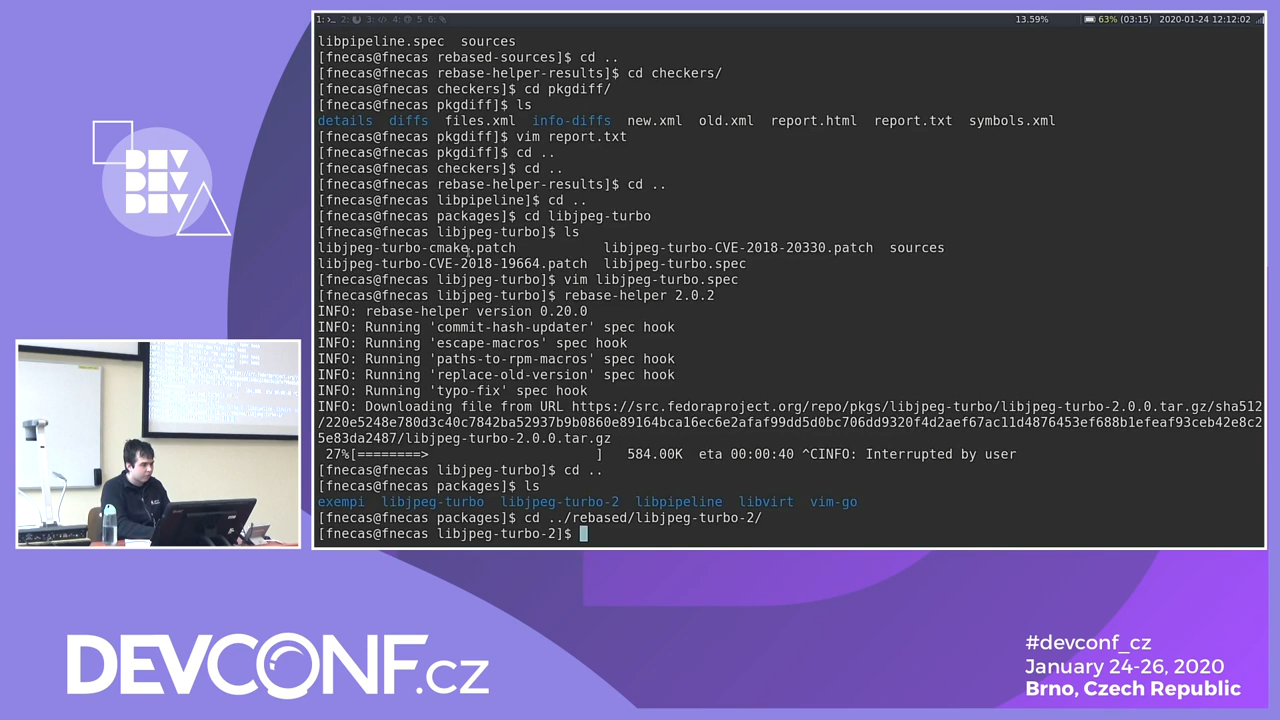 1: 2: 3: 4: 5 6: 13.59% 63% (03:15) 2020-01-24 12:12:02
libpipeline.spec  sources
[fnecas@fnecas rebased-sources]$ cd ..
[fnecas@fnecas rebase-helper-results]$ cd checkers/
[fnecas@fnecas checkers]$ cd pkgdiff/
[fnecas@fnecas pkgdiff]$ ls
details  diffs  files.xml  info-diffs  new.xml  old.xml  report.html  report.txt  symbols.xml
[fnecas@fnecas pkgdiff]$ vim report.txt
[fnecas@fnecas pkgdiff]$ cd ..
[fnecas@fnecas checkers]$ cd ..
[fnecas@fnecas rebase-helper-results]$ cd ..
[fnecas@fnecas libpipeline]$ cd ..
[fnecas@fnecas packages]$ cd libjpeg-turbo
[fnecas@fnecas libjpeg-turbo]$ ls
libjpeg-turbo-cmake.patch           libjpeg-turbo-CVE-2018-20330.patch  sources
libjpeg-turbo-CVE-2018-19664.patch  libjpeg-turbo.spec
[fnecas@fnecas libjpeg-turbo]$ vim libjpeg-turbo.spec
[fnecas@fnecas libjpeg-turbo]$ rebase-helper 2.0.2
INFO: rebase-helper version 0.20.0
INFO: Running 'commit-hash-updater' spec hook
INFO: Running 'escape-macros' spec hook
INFO: Running 'paths-to-rpm-macros' spec hook
INFO: Running 'replace-old-version' spec hook
INFO: Running 'typo-fix' spec hook
INFO: Downloading file from URL https://src.fedoraproject.org/repo/pkgs/libjpeg-turbo/libjpeg-turbo-2.0.0.tar.gz/sha512
/220e5248e780d3c40c7842ba52937b9b0860e89164bca16ec6e2afaf99dd5d0bc706dd9320f4d2aef67ac11d4876453ef688b1efeaf93ceb42e8c2
5e83da2487/libjpeg-turbo-2.0.0.tar.gz
27%[========>                      ]   584.00K  eta 00:00:40 ^CINFO: Interrupted by user
[fnecas@fnecas libjpeg-turbo]$ cd ..
[fnecas@fnecas packages]$ ls
exempi  libjpeg-turbo  libjpeg-turbo-2  libpipeline  libvirt  vim-go
[fnecas@fnecas packages]$ cd ../rebased/libjpeg-turbo-2/
[fnecas@fnecas libjpeg-turbo-2]$
DEV
DEV
DEV
DEVCONF.cz
#devconf_cz
January 24-26, 2020
Brno, Czech Republic